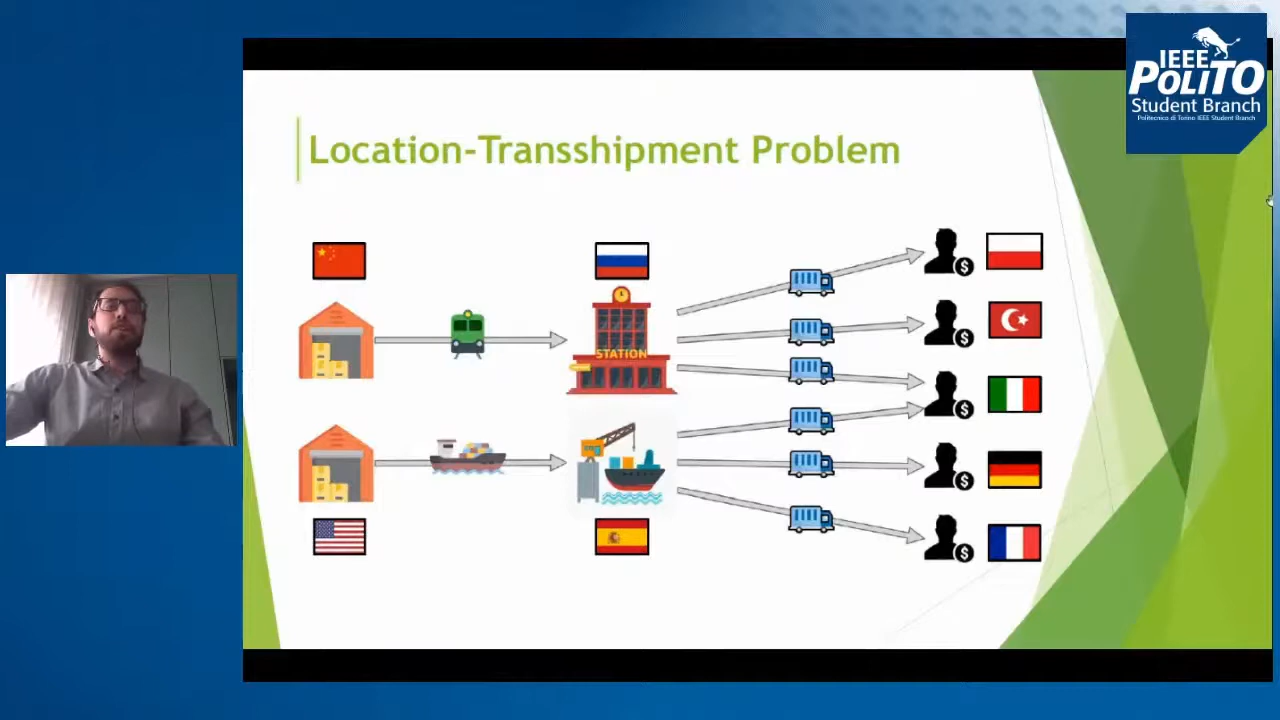 IEEE
POLITO
Student Branch
Politecnico di Torino IEEE Student Branch
Location-Transshipment Problem
STATION
$
$
$
$
$